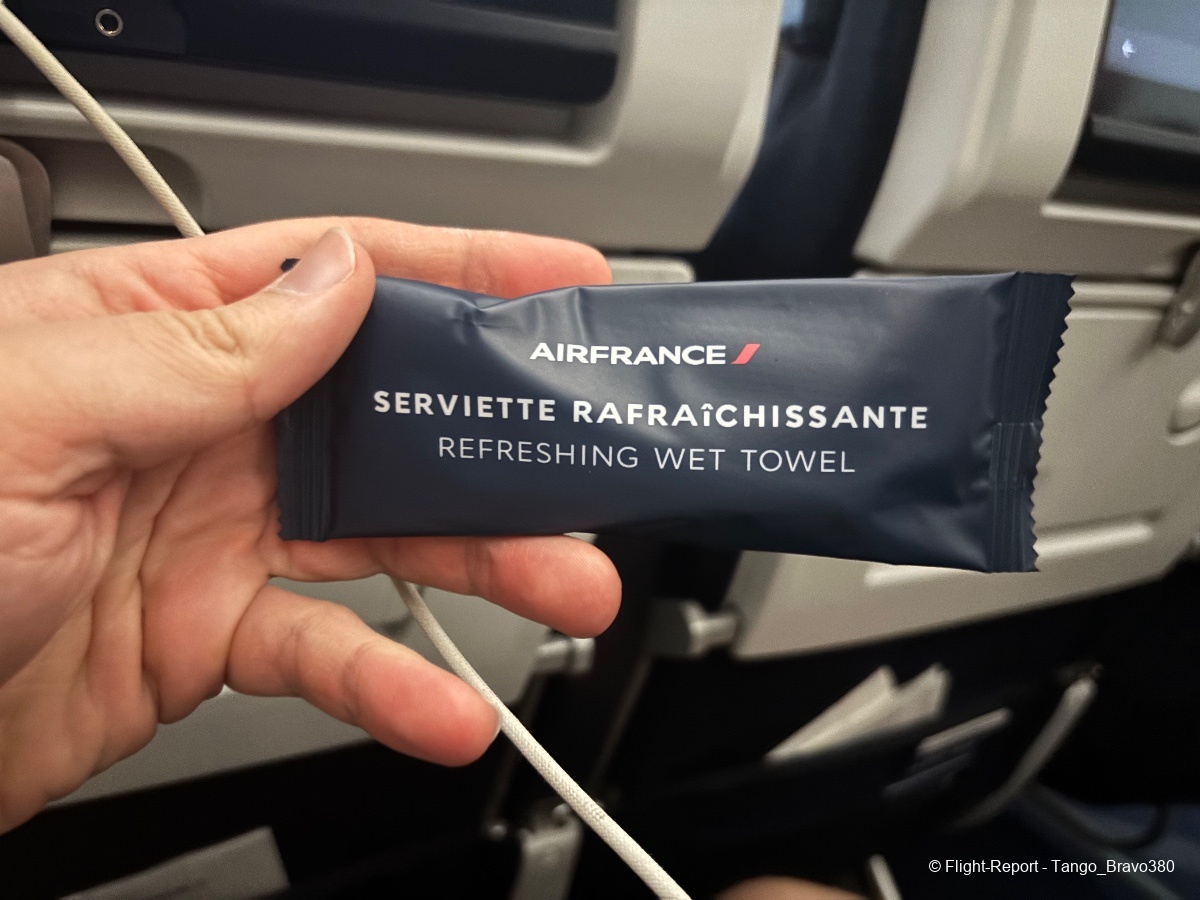 AIRFRANCE
SERVIETTE RAFRAîCHISSANTE
REFRESHING WET TOWEL
© Flight-Report - Tango_Bravo380